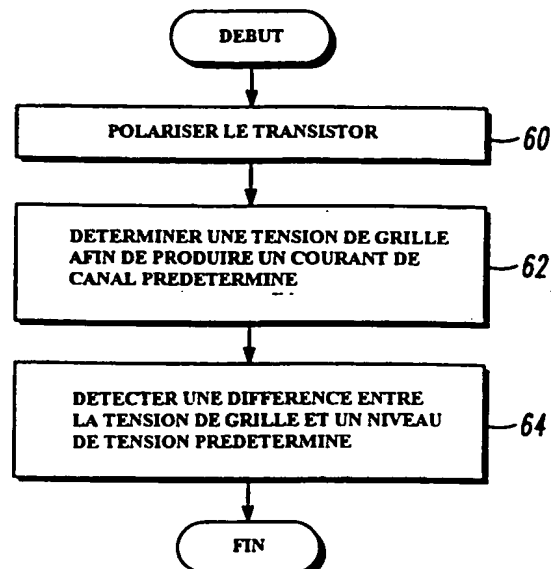 DEBUT
POLARISER LE TRANSISTOR
60
DETERMINER UNE TENSION DE GRILLE
AFIN DE PRODUIRE UN COURANT DE
CANAL PREDETERMINE
62
DETECTER UNE DIFFERENCE ENTRE
LA TENSION DE GRILLE ET UN NIVEAU
DE TENSION PREDETERMINE
64
FIN